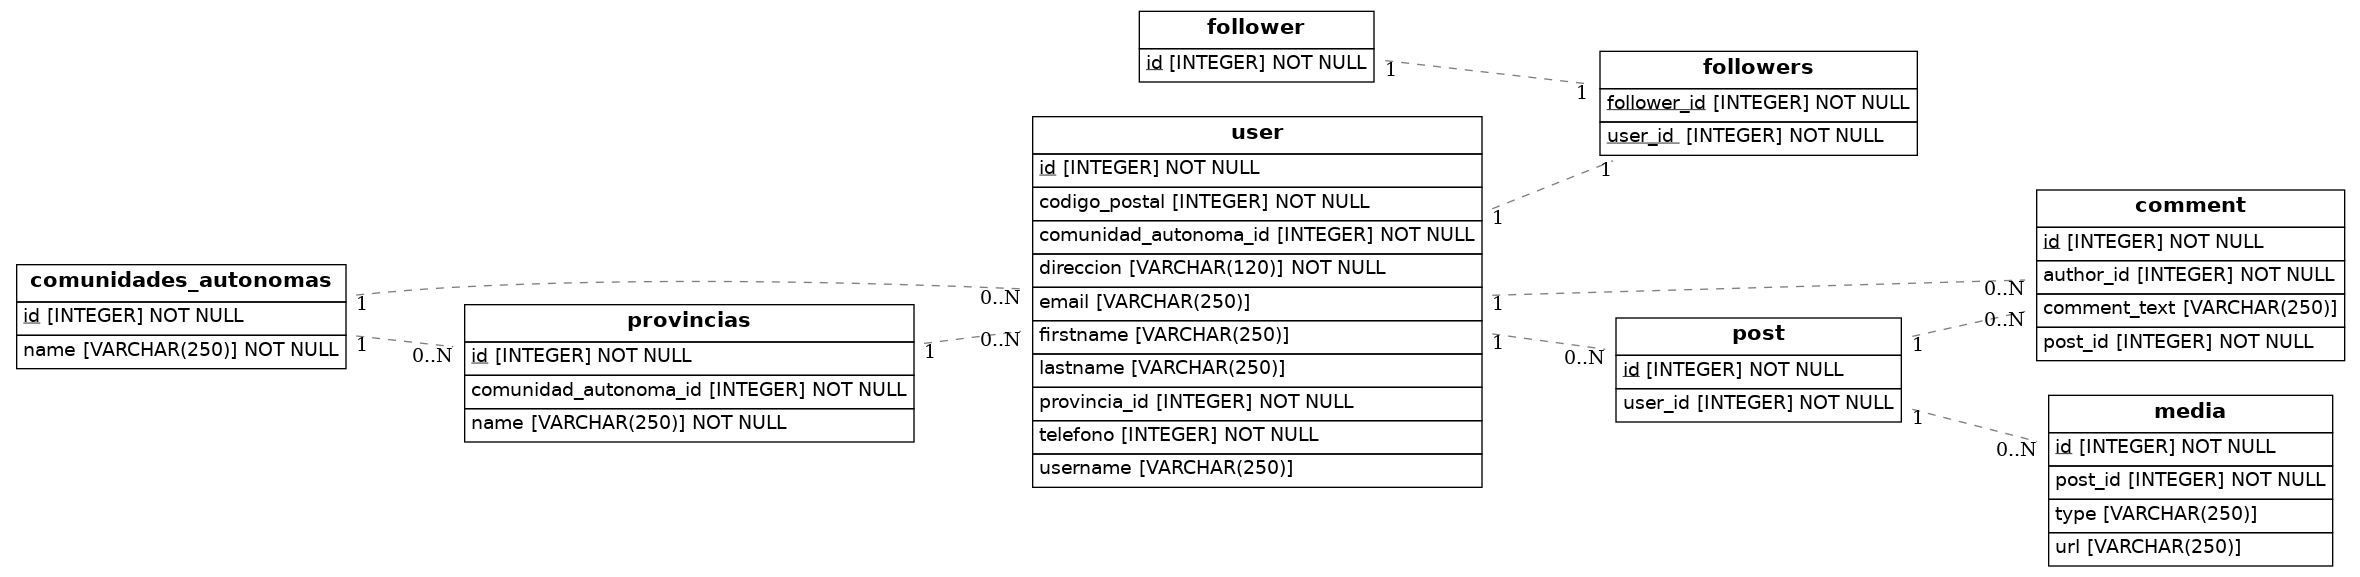 follower
id [INTEGER] NOT NULL
1
1
followers
follower_id [INTEGER] NOT NULL
user_id [INTEGER] NOT NULL
1
1
user
id [INTEGER] NOT NULL
codigo_postal [INTEGER] NOT NULL
comunidad_autonoma_id [INTEGER] NOT NULL
direccion [VARCHAR(120)] NOT NULL
email [VARCHAR(250)]
firstname [VARCHAR(250)]
lastname [VARCHAR(250)]
provincia_id [INTEGER] NOT NULL
telefono [INTEGER] NOT NULL
username [VARCHAR(250)]
comunidades_autonomas
id [INTEGER] NOT NULL
name [VARCHAR(250)] NOT NULL
1
0..N
1
0..N
provincias
id [INTEGER] NOT NULL
comunidad_autonoma_id [INTEGER] NOT NULL
name [VARCHAR(250)] NOT NULL
1
0..N
1
0..N
1
0..N
comment
id [INTEGER] NOT NULL
author_id [INTEGER] NOT NULL
comment_text [VARCHAR(250)]
post_id [INTEGER] NOT NULL
post
id [INTEGER] NOT NULL
user_id [INTEGER] NOT NULL
1
0..N
1
0..N
media
id [INTEGER] NOT NULL
post_id [INTEGER] NOT NULL
type [VARCHAR(250)]
url [VARCHAR(250)]